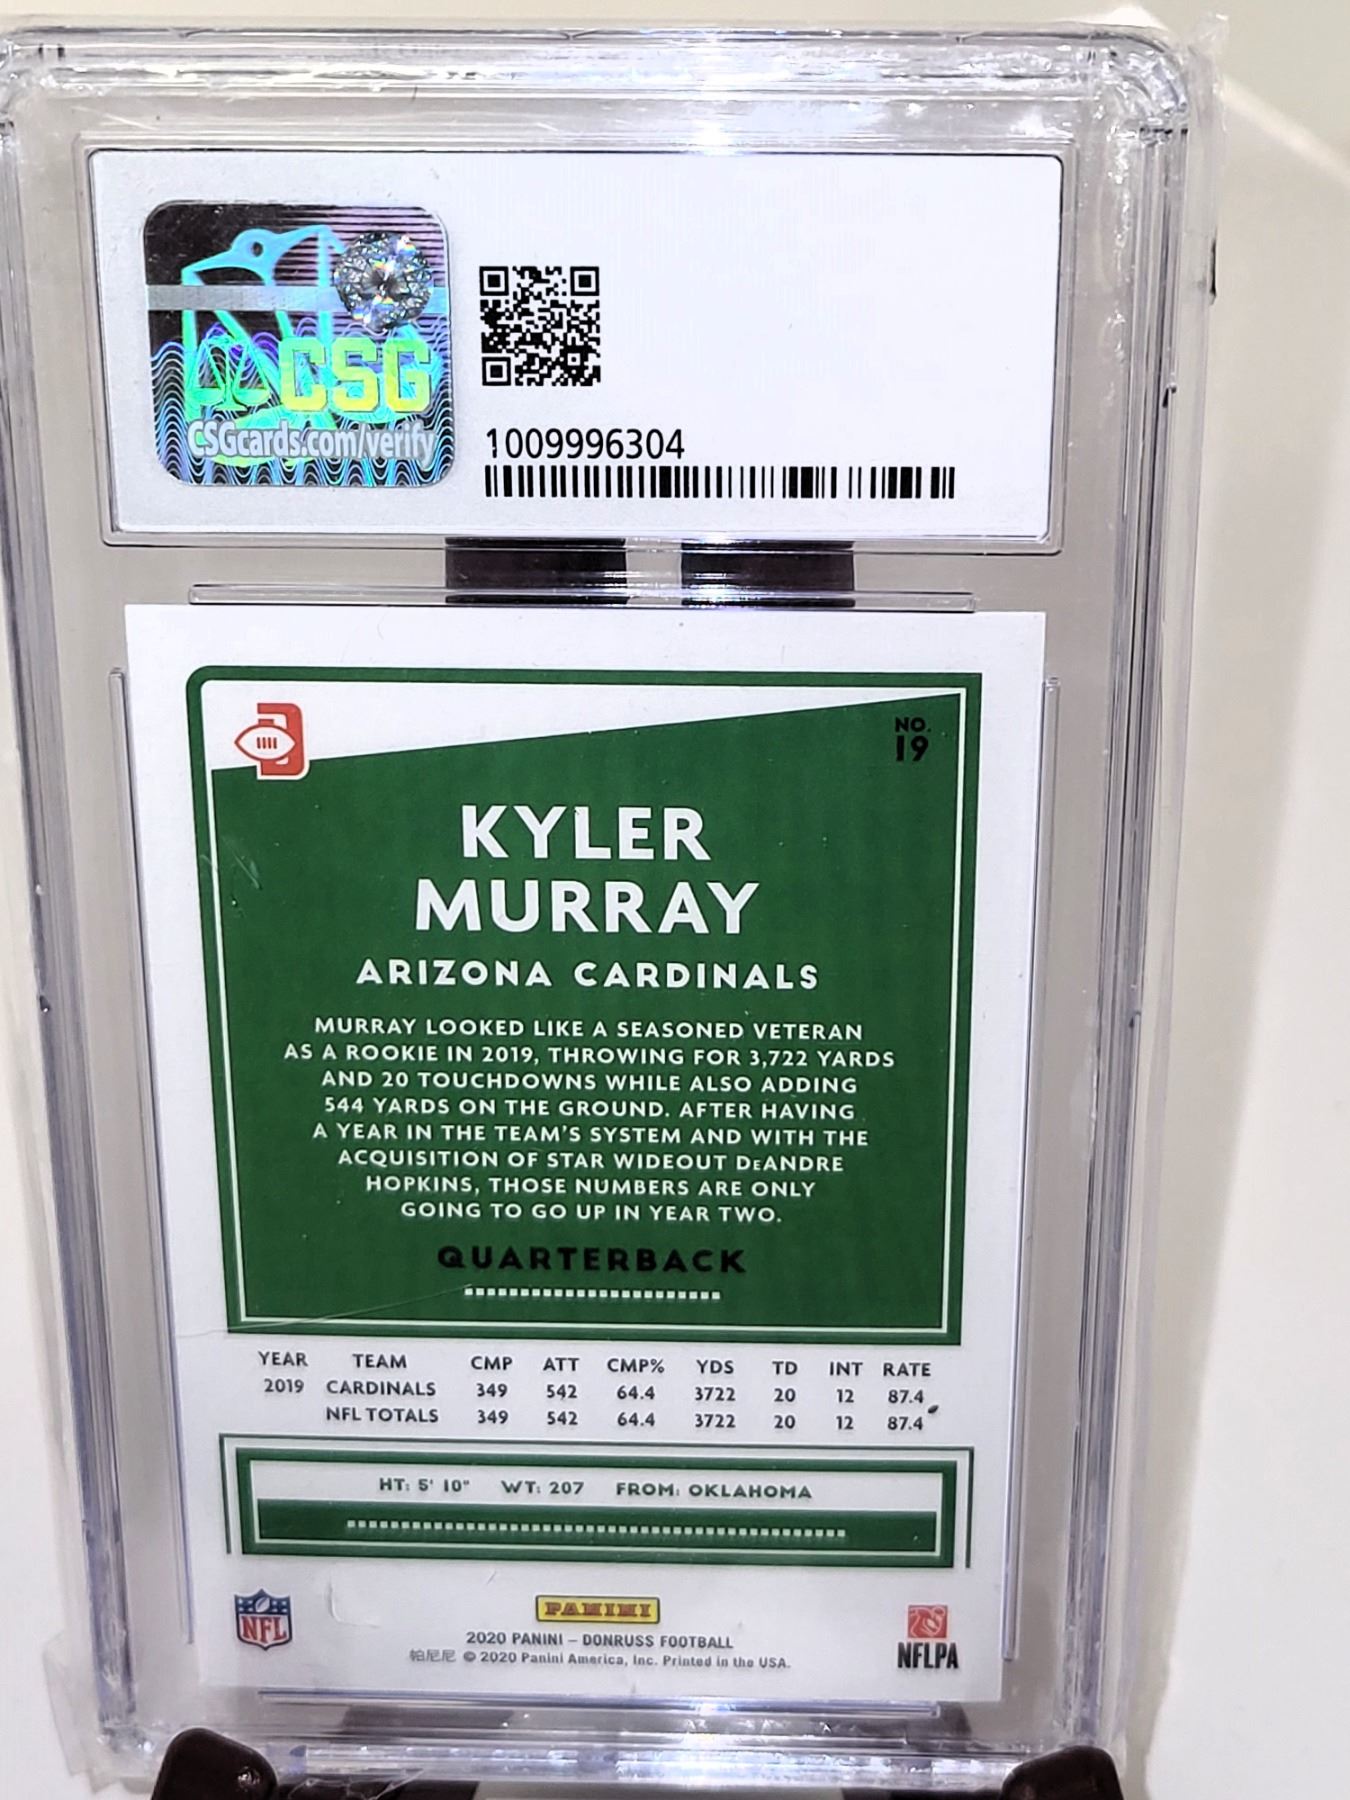 CSG
CSGcards.com/verify
1009996304
NO.
19
KYLER
MURRAY
ARIZONA CARDINALS
MURRAY LOOKED LIKE A SEASONED VETERAN
AS A ROOKIE IN 2019, THROWING FOR 3,722 YARDS
AND 20 TOUCHDOWNS WHILE ALSO ADDING
544 YARDS ON THE GROUND. AFTER HAVING
A YEAR IN THE TEAM'S SYSTEM AND WITH THE
ACQUISITION OF STAR WIDEOUT DEANDRE
HOPKINS, THOSE NUMBERS ARE ONLY
GOING TO GO UP IN YEAR TWO.
QUARTERBACK
YEAR TEAM CMP ATT CMP% YDS TD INT RATE
2019 CARDINALS 349 542 64.4 3722 20 12 87.4
NFL TOTALS 349 542 64.4 3722 20 12 87.4
HT: 5' 10" WT: 207 FROM: OKLAHOMA
NFL
PANINI
2020 PANINI – DONRUSS FOOTBALL
帕尼尼 © 2020 Panini America, Inc. Printed in the USA.
NFLPA